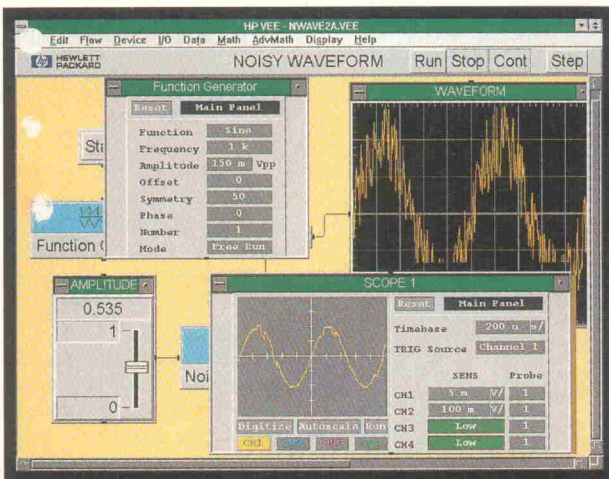 HP VEE - NWAVE2A.VEE
Edit Flow Device I/O Data Math AdvMath Display Help
HEWLETT PACKARD NOISY WAVEFORM Run Stop Cont Step
Function Generator
Reset Main Panel
Function Sine
Frequency 1 k
Amplitude 150 m Vpp
Offset 0
Symmetry 50
Phase 0
Number 1
Mode Free Run
Sta
Function G
WAVEFORM
AMPLITUDE
0.535
1
0
Noi
SCOPE 1
Reset Main Panel
Timebase 200 u s/
TRIG Source Channel 1
SENS Probe
CH1 5 m V/ 1
CH2 100 m V/ 1
CH3 Low 1
CH4 Low 1
Digitize Autoscale Run
CH1